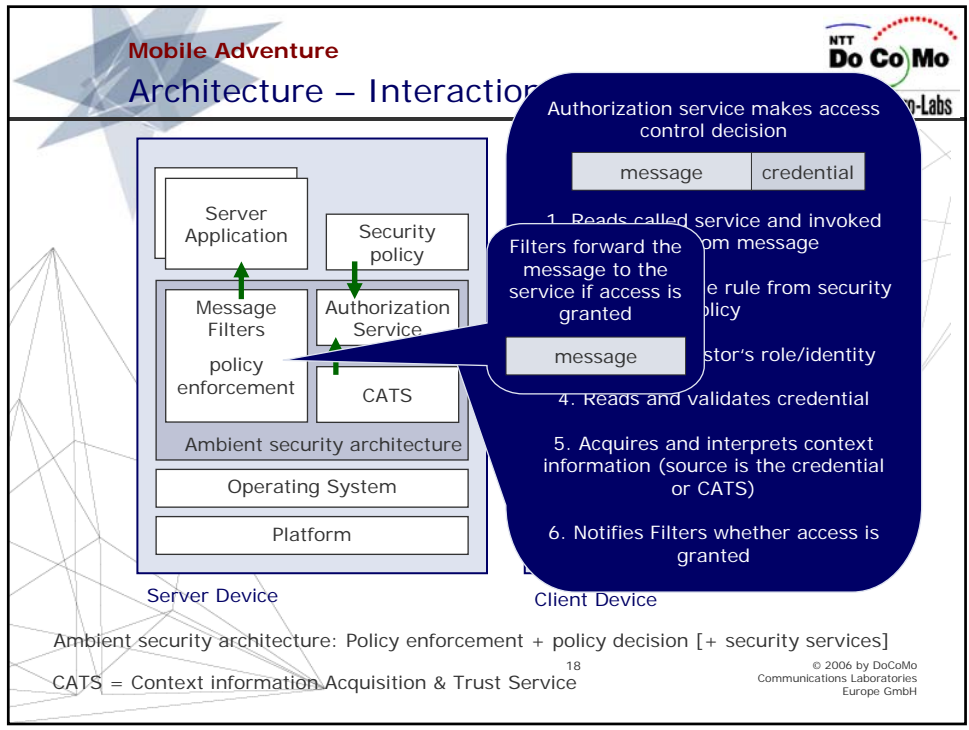 Mobile Adventure
Architecture – Interaction
NTT
Do Co Mo
o-Labs
Authorization service makes access
control decision
message credential
1. Reads called service and invoked
om message
e rule from security
olicy
stor's role/identity
4. Reads and validates credential
5. Acquires and interprets context
information (source is the credential
or CATS)
6. Notifies Filters whether access is
granted
Filters forward the
message to the
service if access is
granted
message
Server
Application
Security
policy
Message
Filters
policy
enforcement
Authorization
Service
CATS
Ambient security architecture
Operating System
Platform
Server Device
Client Device
Ambient security architecture: Policy enforcement + policy decision [+ security services]
CATS = Context information Acquisition & Trust Service
18
© 2006 by DoCoMo
Communications Laboratories
Europe GmbH